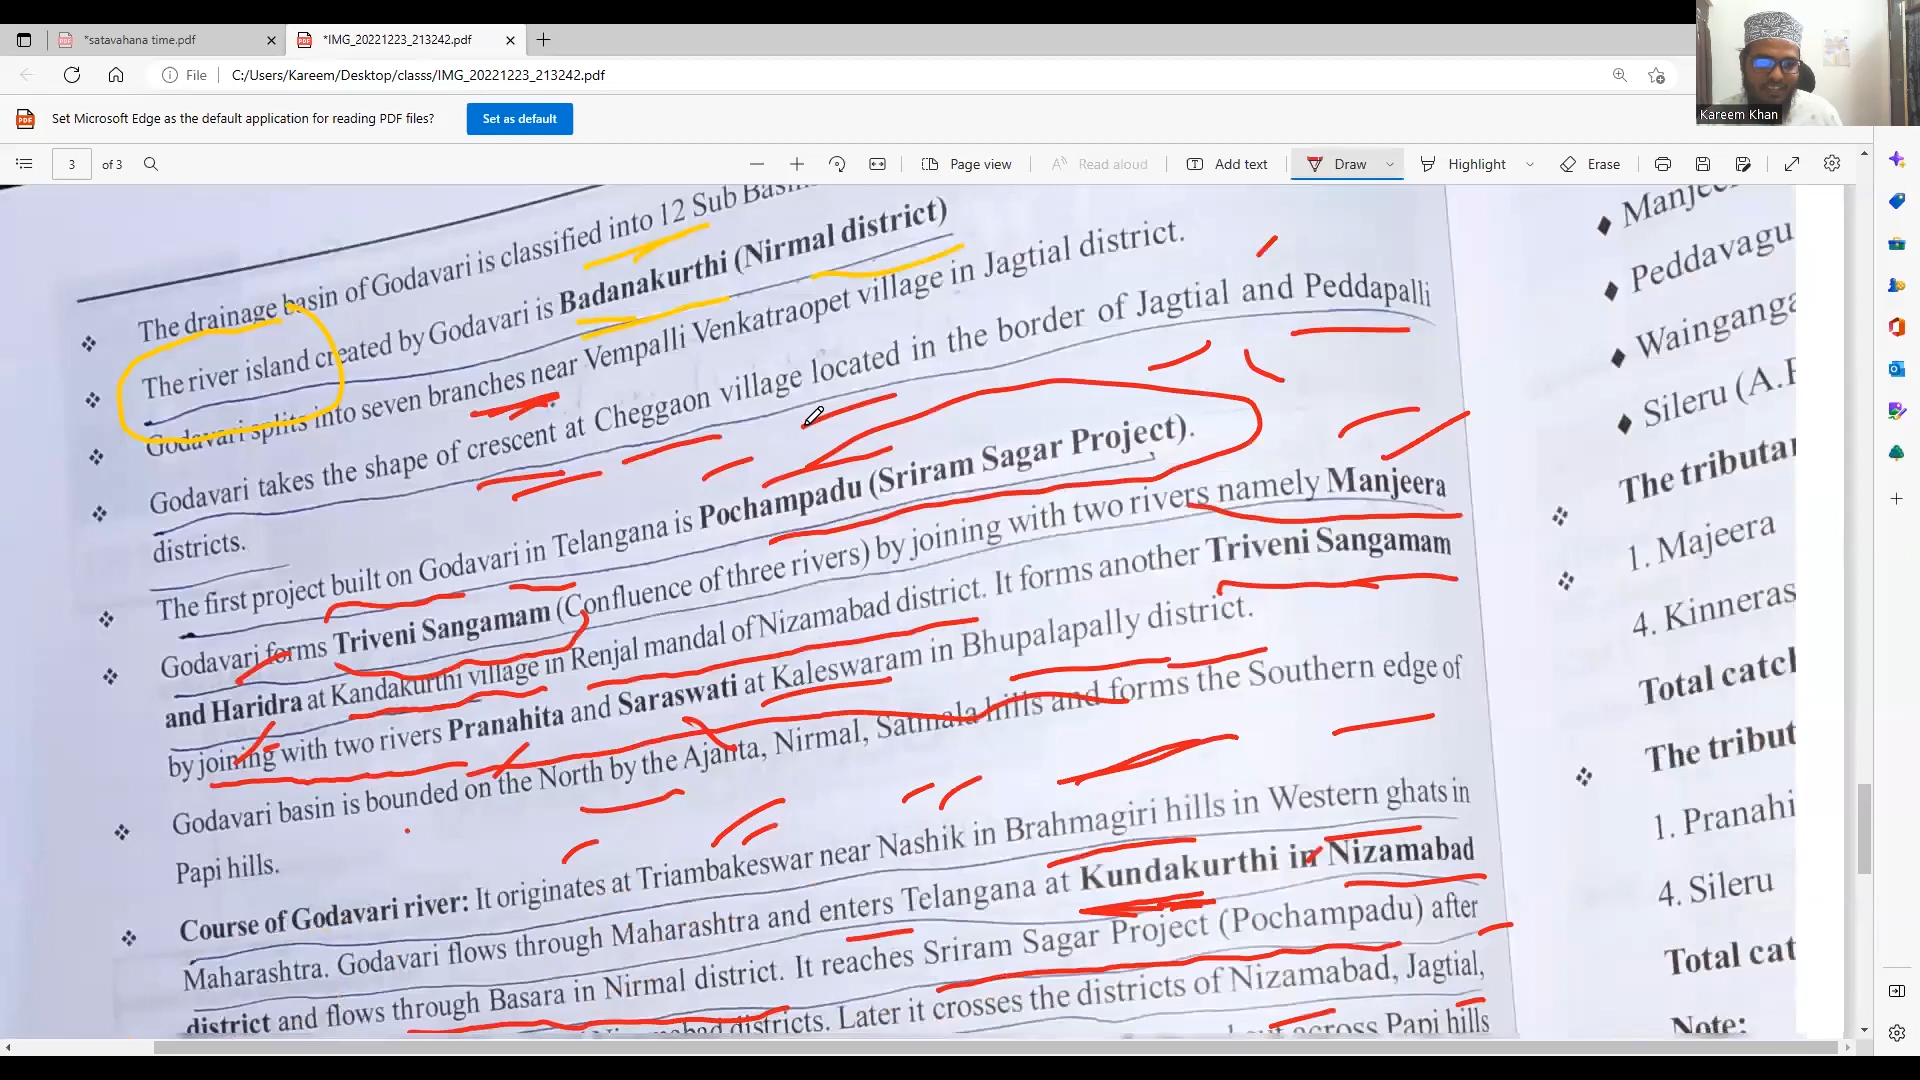 *satavahana time.pdf
*IMG_20221223_213242.pdf
File
C:/Users/Kareem/Desktop/classs/IMG_20221223_213242.pdf
Kareem Khan
Set Microsoft Edge as the default application for reading PDF files?
Set as default
3 of 3
Page view
Read aloud
Add text
Draw
Highlight
Erase
The drainage basin of Godavari is classified into 12 Sub
The river island created by Godavari is Badanakurthi (Nirmal district)
Godavari splits into seven branches near Vempalli Venkatraopet village in Jagtial district.
Godavari takes the shape of crescent at Cheggaon village located in the border of Jagtial and Peddapalli
districts.
The first project built on Godavari in Telangana is Pochampadu (Sriram Sagar Project).
Godavari forms Triveni Sangamam (Confluence of three rivers) by joining with two rivers namely Manjeera
and Haridra at Kandakurthi village in Renjal mandal of Nizamabad district. It forms another Triveni Sangamam
by joining with two rivers Pranahita and Saraswati at Kaleswaram in Bhupalapally district.
Godavari basin is bounded on the North by the Ajanta, Nirmal, Satmala hills and forms the Southern edge of
Papi hills.
Course of Godavari river: It originates at Triambakeswar near Nashik in Brahmagiri hills in Western ghats in
Maharashtra. Godavari flows through Maharashtra and enters Telangana at Kundakurthi in Nizamabad
district and flows through Basara in Nirmal district. It reaches Sriram Sagar Project (Pochampadu) after
districts. Later it crosses the districts of Nizamabad, Jagtial,
across Papi hills
Peddavagu
Sileru (A.
1. Majeera
4. Kinneras
Total
1. Pranahi
4. Sileru
Total
Note: